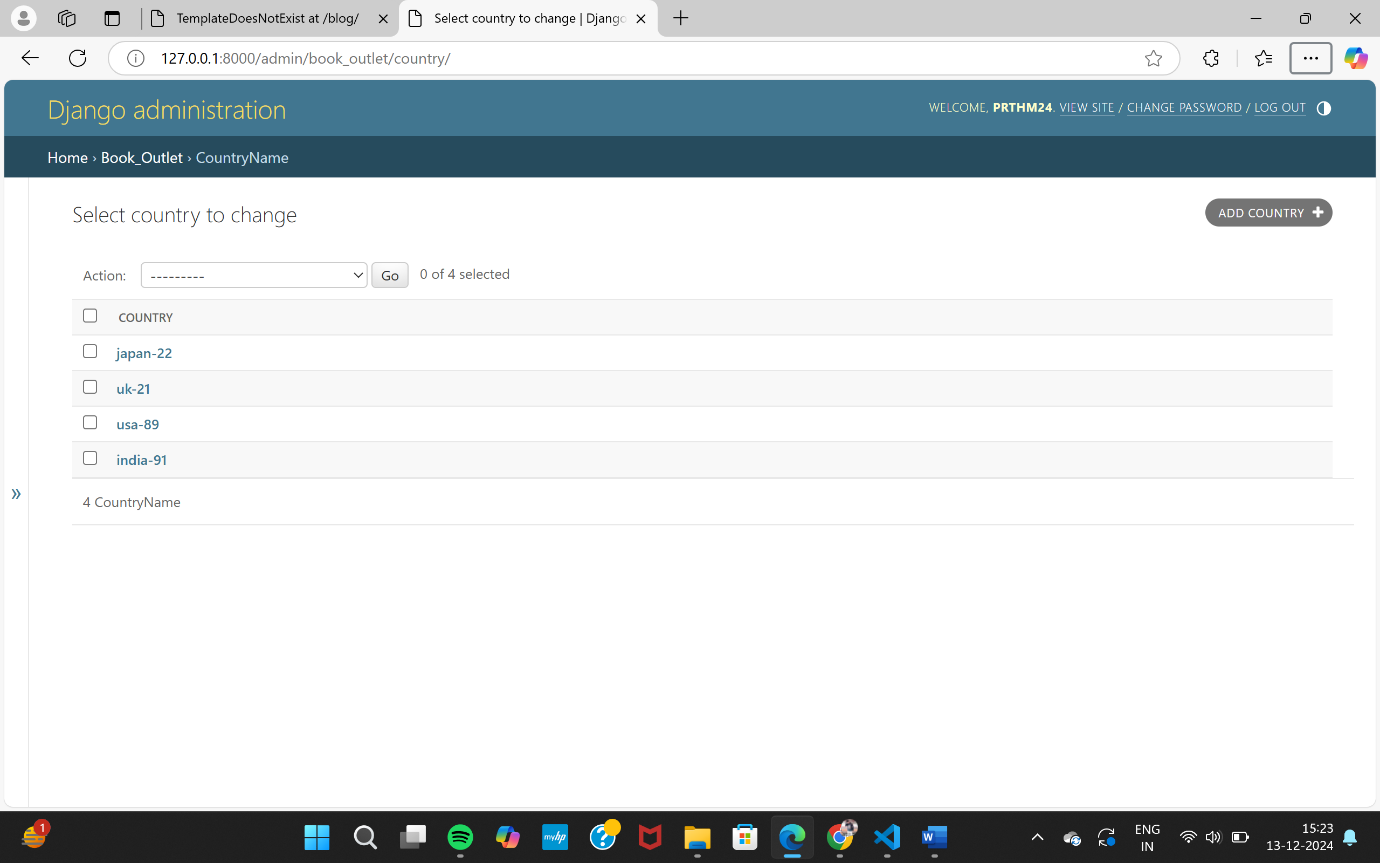 TemplateDoesNotExist at /blog/
Select country to change | Django
127.0.0.1:8000/admin/book_outlet/country/
Django administration
WELCOME, PRTHM24. VIEW SITE / CHANGE PASSWORD / LOG OUT
Home › Book_Outlet › CountryName
Select country to change
ADD COUNTRY
Action:
---------
Go
0 of 4 selected
COUNTRY
japan-22
uk-21
usa-89
india-91
»
4 CountryName
1
myhp
?
W
ENG
IN
15:23
13-12-2024